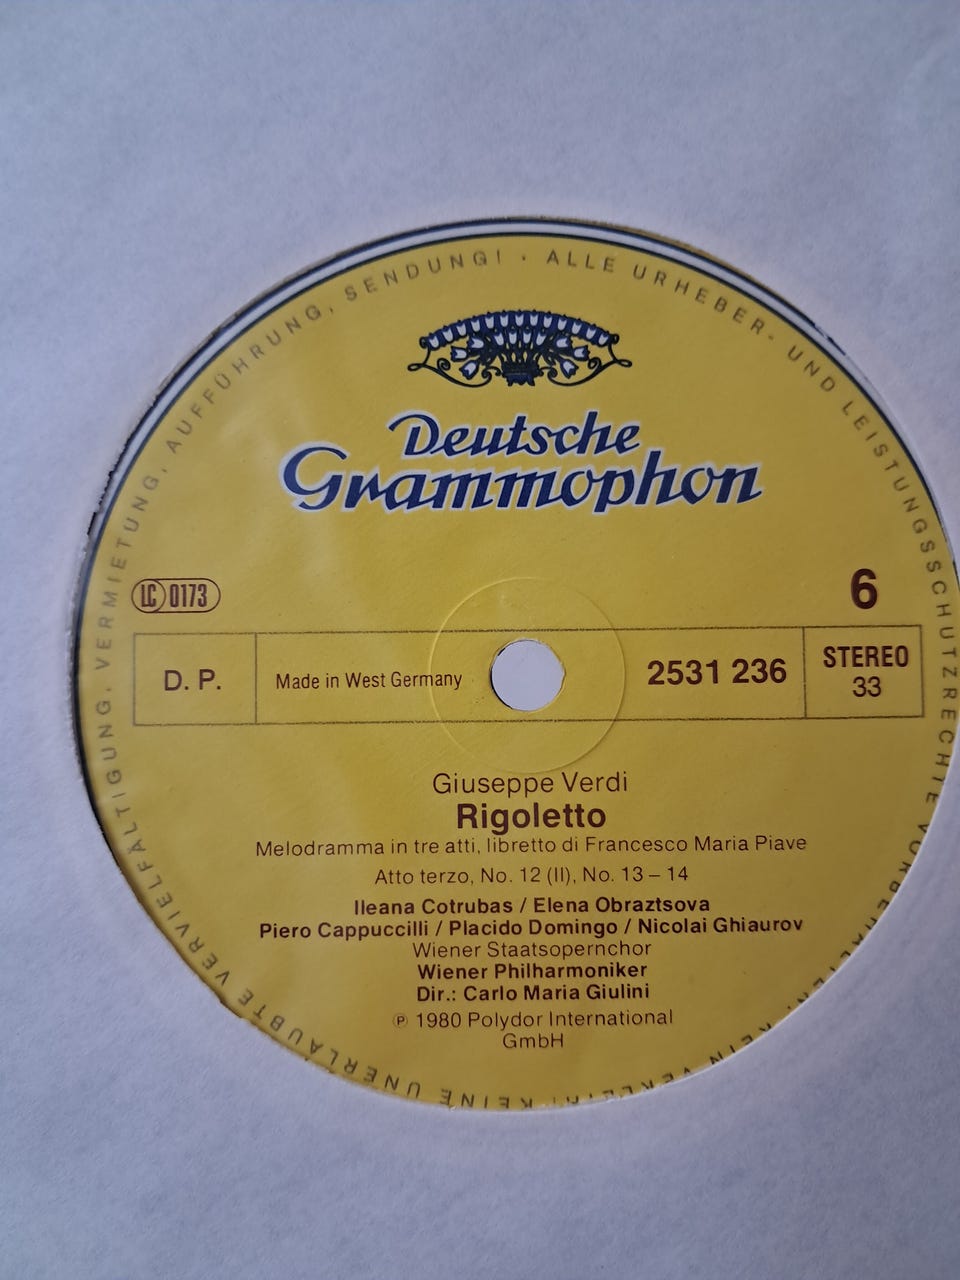 KEINE UNERLAUBTE VERVIELFÄLTIGUNG, VERMIETUNG, AUFFÜHRUNG, SENDUNG! · ALLE URHEBER- UND LEISTUNGSSCHUTZRECHTE
Deutsche
Grammophon
LC 0173
6
D. P.
Made in West Germany
2531 236
STEREO
33
Giuseppe Verdi
Rigoletto
Melodramma in tre atti, libretto di Francesco Maria Piave
Atto terzo, No. 12 (II), No. 13 – 14
Ileana Cotrubas / Elena Obraztsova
Piero Cappuccilli / Placido Domingo / Nicolai Ghiaurov
Wiener Staatsopernchor
Wiener Philharmoniker
Dir.: Carlo Maria Giulini
℗ 1980 Polydor International
GmbH